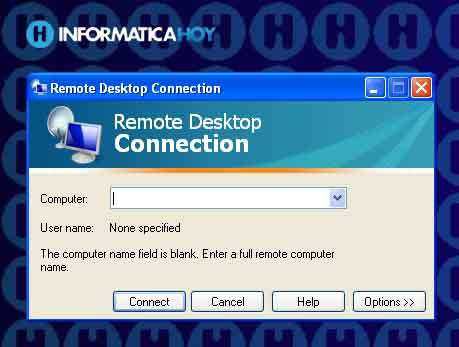 INFORMATICAHOY
Remote Desktop Connection
Remote Desktop
Connection
Computer:
User name: None specified
The computer name field is blank. Enter a full remote computer
name.
Connect Cancel Help Options >>